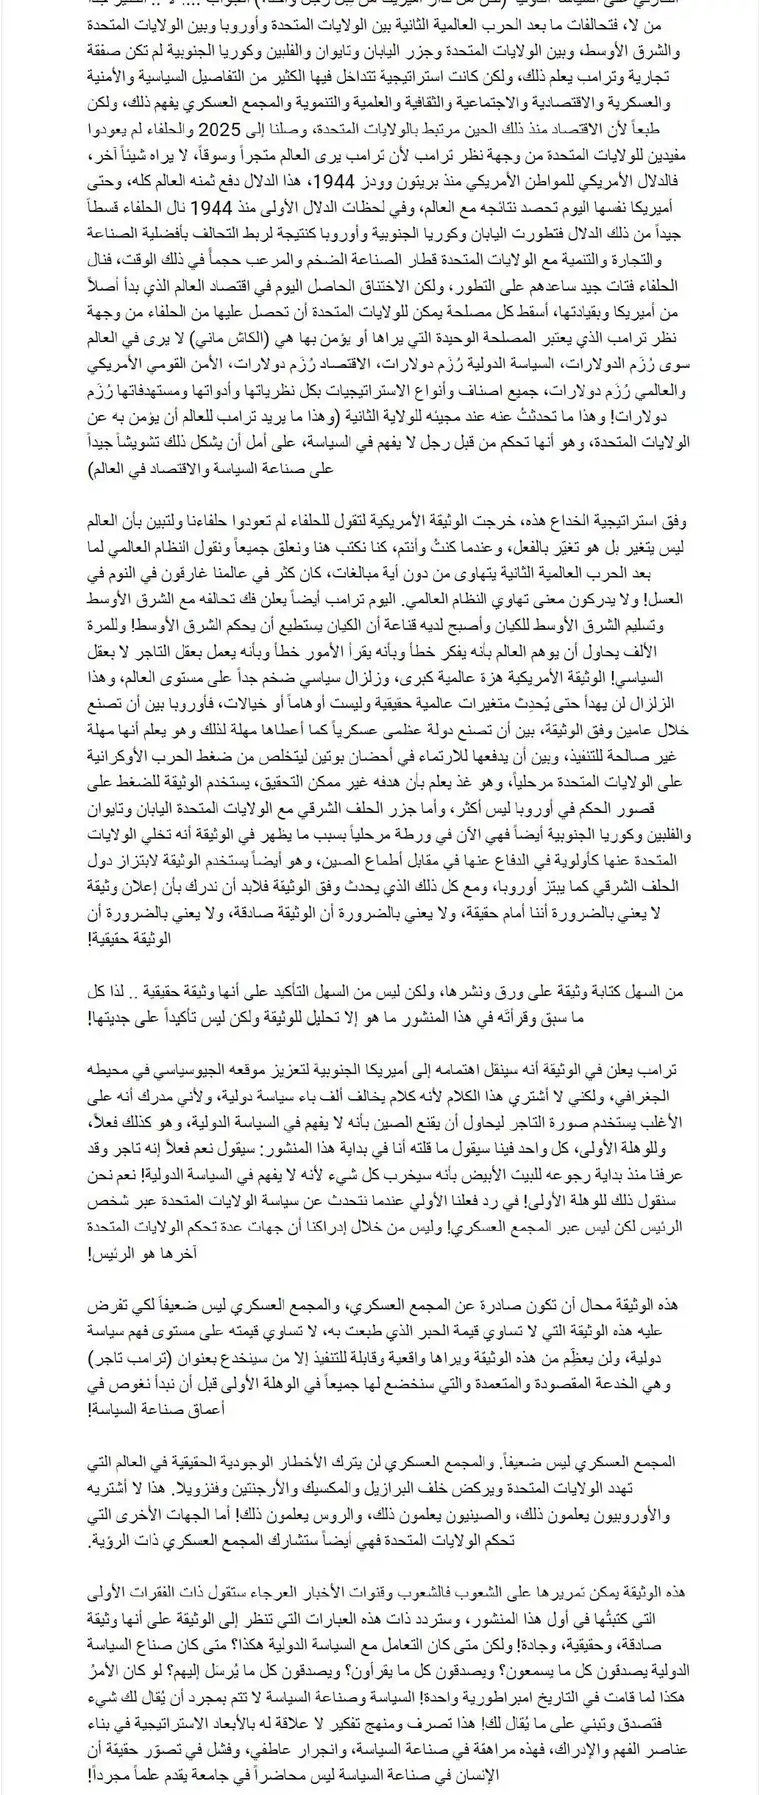 من لا، فتحالفات ما بعد الحرب العالمية الثانية بين الولايات المتحدة وأوروبا وبين الولايات المتحدة
والشرق الأوسط، وبين الولايات المتحدة وجزر اليابان وتايوان والفلبين وكوريا الجنوبية لم تكن صفقة
تجارية وترامب يعلم ذلك، ولكن كانت استراتيجية تتداخل فيها الكثير من التفاصيل السياسية والأمنية
والعسكرية والاقتصادية والاجتماعية والثقافية والعلمية والتنموية والمجمع العسكري يفهم ذلك، ولكن
طبعاً لأن الاقتصاد منذ ذلك الحين مرتبط بالولايات المتحدة، وصلنا إلى 2025 والحلفاء لم يعودوا
مفيدين للولايات المتحدة من وجهة نظر ترامب لأن ترامب يرى العالم متجراً وسوقاً، لا يراه شيئاً آخر،
فالدلال الأمريكي للمواطن الأمريكي منذ بريتون وودز 1944، هذا الدلال دفع ثمنه العالم كله، وحتى
أميريكا نفسها اليوم تحصد نتائجه مع العالم، وفي لحظات الدلال الأولى منذ 1944 نال الحلفاء قسطاً
جيداً من ذلك الدلال فتطورت اليابان وكوريا الجنوبية وأوروبا كنتيجة لربط التحالف بأفضلية الصناعة
والتجارة والتنمية مع الولايات المتحدة قطار الصناعة الضخم والمرعب حجماً في ذلك الوقت، فنال
الحلفاء فتات جيد ساعدهم على التطور، ولكن الاختناق الحاصل اليوم في اقتصاد العالم الذي بدأ أصلاً
من أميريكا وبقيادتها، أسقط كل مصلحة يمكن للولايات المتحدة أن تحصل عليها من الحلفاء من وجهة
نظر ترامب الذي يعتبر المصلحة الوحيدة التي يراها أو يؤمن بها هي (الكاش ماني) لا يرى في العالم
سوى رُزَم الدولارات، السياسة الدولية رُزَم دولارات، الاقتصاد رُزَم دولارات، الأمن القومي الأمريكي
والعالمي رُزَم دولارات، جميع اصناف وأنواع الاستراتيجيات بكل نظرياتها وأدواتها ومستهدفاتها رُزَم
دولارات! وهذا ما تحدثتُ عنه عند مجيئه للولاية الثانية (وهذا ما يريد ترامب للعالم أن يؤمن به عن
الولايات المتحدة، وهو أنها تحكم من قبل رجل لا يفهم في السياسة، على أمل أن يشكل ذلك تشويشاً جيداً
على صناعة السياسة والاقتصاد في العالم)
وفق استراتيجية الخداع هذه، خرجت الوثيقة الأمريكية لتقول للحلفاء لم تعودوا حلفاءنا ولتبين بأن العالم
ليس يتغير بل هو تغيّر بالفعل، وعندما كنتُ وأنتم، كنا نكتب هنا ونعلق جميعاً ونقول النظام العالمي لما
بعد الحرب العالمية الثانية يتهاوى من دون أية مبالغات، كان كثر في عالمنا غارقون في النوم في
العسل! ولا يدركون معنى تهاوي النظام العالمي. اليوم ترامب أيضاً يعلن فك تحالفه مع الشرق الأوسط
وتسليم الشرق الأوسط للكيان وأصبح لديه قناعة أن الكيان يستطيع أن يحكم الشرق الأوسط! وللمرة
الألف يحاول أن يوهم العالم بأنه يفكر خطأ وبأنه يقرأ الأمور خطأ وبأنه يعمل بعقل التاجر لا بعقل
السياسي! الوثيقة الأمريكية هزة عالمية كبرى، وزلزال سياسي ضخم جداً على مستوى العالم، وهذا
الزلزال لن يهدأ حتى يُحدِث متغيرات عالمية حقيقية وليست أوهاماً أو خيالات، فأوروبا بين أن تصنع
خلال عامين وفق الوثيقة، بين أن تصنع دولة عظمى عسكرياً كما أعطاها مهلة لذلك وهو يعلم أنها مهلة
غير صالحة للتنفيذ، وبين أن يدفعها للارتماء في أحضان بوتين ليتخلص من ضغط الحرب الأوكرانية
على الولايات المتحدة مرحلياً، وهو غذ يعلم بأن هدفه غير ممكن التحقيق، يستخدم الوثيقة للضغط على
قصور الحكم في أوروبا ليس أكثر، وأما جزر الحلف الشرقي مع الولايات المتحدة اليابان وتايوان
والفلبين وكوريا الجنوبية أيضاً فهي الآن في ورطة مرحلياً بسبب ما يظهر في الوثيقة أنه تخلي الولايات
المتحدة عنها كأولوية في الدفاع عنها في مقابل أطماع الصين، وهو أيضاً يستخدم الوثيقة لابتزاز دول
الحلف الشرقي كما يبتز أوروبا، ومع كل ذلك الذي يحدث وفق الوثيقة فلابد أن ندرك بأن إعلان وثيقة
لا يعني بالضرورة أننا أمام حقيقة، ولا يعني بالضرورة أن الوثيقة صادقة، ولا يعني بالضرورة أن
الوثيقة حقيقية!
من السهل كتابة وثيقة على ورق ونشرها، ولكن ليس من السهل التأكيد على أنها وثيقة حقيقية .. لذا كل
ما سبق وقرأتَه في هذا المنشور ما هو إلا تحليل للوثيقة ولكن ليس تأكيداً على جديتها!
ترامب يعلن في الوثيقة أنه سينقل اهتمامه إلى أميريكا الجنوبية لتعزيز موقعه الجيوسياسي في محيطه
الجغرافي، ولكني لا أشتري هذا الكلام لأنه كلام يخالف ألف باء سياسة دولية، ولأني مدرك أنه على
الأغلب يستخدم صورة التاجر ليحاول أن يقنع الصين بأنه لا يفهم في السياسة الدولية، وهو كذلك فعلاً،
وللوهلة الأولى، كل واحد فينا سيقول ما قلته أنا في بداية هذا المنشور: سيقول نعم فعلاً إنه تاجر وقد
عرفنا منذ بداية رجوعه للبيت الأبيض بأنه سيخرب كل شيء لأنه لا يفهم في السياسة الدولية! نعم نحن
سنقول ذلك للوهلة الأولى! في رد فعلنا الأولي عندما نتحدث عن سياسة الولايات المتحدة عبر شخص
الرئيس لكن ليس عبر المجمع العسكري! وليس من خلال إدراكنا أن جهات عدة تحكم الولايات المتحدة
آخرها هو الرئيس!
هذه الوثيقة محال أن تكون صادرة عن المجمع العسكري، والمجمع العسكري ليس ضعيفاً لكي تفرض
عليه هذه الوثيقة التي لا تساوي قيمة الحبر الذي طبعت به، لا تساوي قيمته على مستوى فهم سياسة
دولية، ولن يعظّم من هذه الوثيقة ويراها واقعية وقابلة للتنفيذ إلا من سينخدع بعنوان (ترامب تاجر)
وهي الخدعة المقصودة والمتعمدة والتي سنخضع لها جميعاً في الوهلة الأولى قبل أن نبدأ نغوص في
أعماق صناعة السياسة!
المجمع العسكري ليس ضعيفاً. والمجمع العسكري لن يترك الأخطار الوجودية الحقيقية في العالم التي
تهدد الولايات المتحدة ويركض خلف البرازيل والمكسيك والأرجنتين وفنزويلا. هذا لا أشتريه
والأوروبيون يعلمون ذلك، والصينيون يعلمون ذلك، والروس يعلمون ذلك! أما الجهات الأخرى التي
تحكم الولايات المتحدة فهي أيضاً ستشارك المجمع العسكري ذات الرؤية.
هذه الوثيقة يمكن تمريرها على الشعوب فالشعوب وقنوات الأخبار العرجاء ستقول ذات الفقرات الأولى
التي كتبتُها في أول هذا المنشور، وستردد ذات هذه العبارات التي تنظر إلى الوثيقة على أنها وثيقة
صادقة، وحقيقية، وجادة! ولكن متى كان التعامل مع السياسة الدولية هكذا؟ متى كان صناع السياسة
الدولية يصدقون كل ما يسمعون؟ ويصدقون كل ما يقرأون؟ ويصدقون كل ما يُرسَل إليهم؟ لو كان الأمرُ
هكذا لما قامت في التاريخ امبراطورية واحدة! السياسة وصناعة السياسة لا تتم بمجرد أن يُقال لك شيء
فتصدق وتبني على ما يُقال لك! هذا تصرف ومنهج تفكير لا علاقة له بالأبعاد الاستراتيجية في بناء
عناصر الفهم والإدراك، فهذه مراهقة في صناعة السياسة، وانجرار عاطفي، وفشل في تصوّر حقيقة أن
الإنسان في صناعة السياسة ليس محاضراً في جامعة يقدم علماً مجرداً!